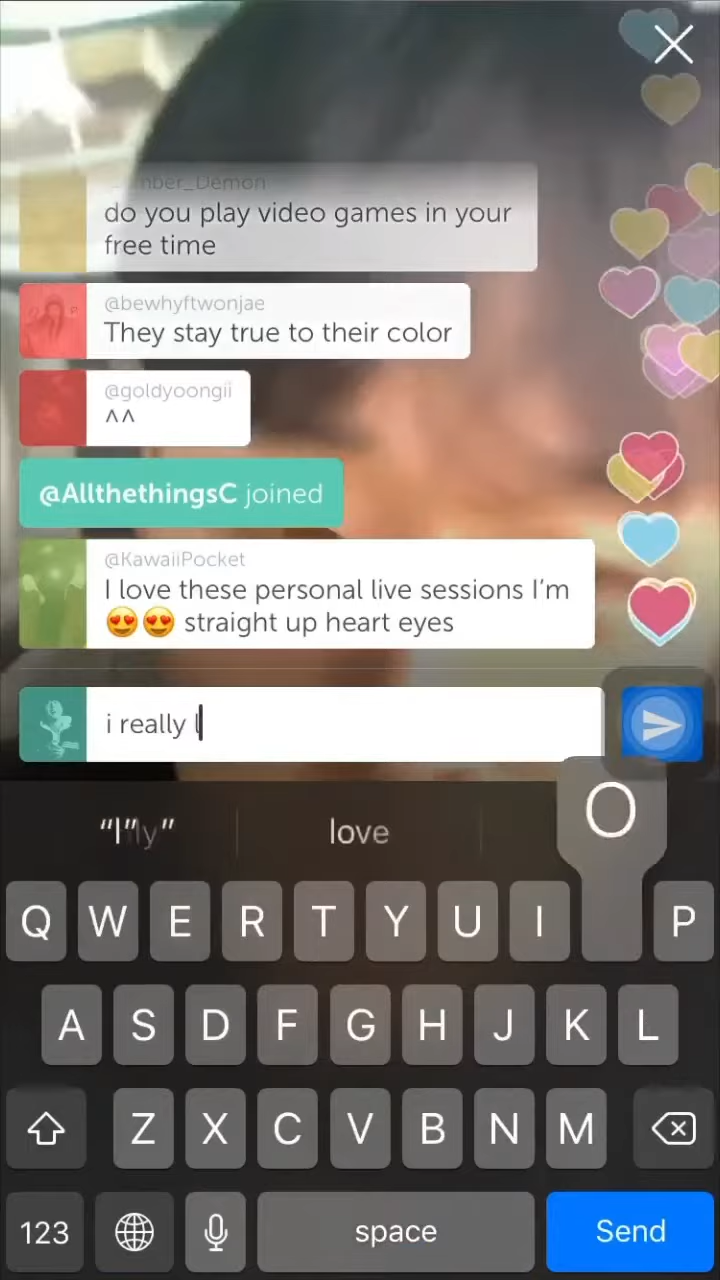 mber_Demon
do you play video games in your
free time
@bewhyftwonjae
They stay true to their color
@goldyoongii
^^
@AllthethingsC joined
@KawaiiPocket
I love these personal live sessions I'm
😍😍 straight up heart eyes
i really l
love
O
Q W E R T Y U I P
A S D F G H J K L
Z X C V B N M
123 space Send